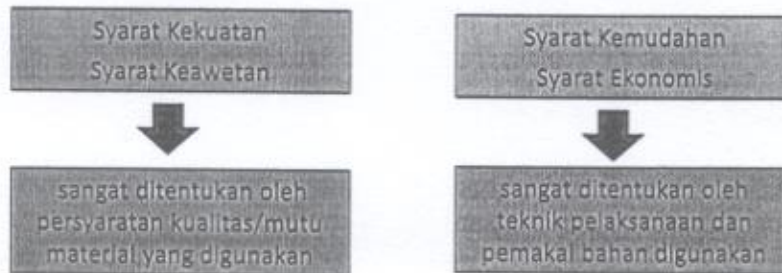 Syarat Kekuatan
Syarat Keawetan
sangat ditentukan oleh
persyaratan kualitas/mutu
material yang digunakan
Syarat Kemudahan
Syarat Ekonomis
sangat ditentukan oleh
teknik pelaksanaan dan
pemakai bahan digunakan